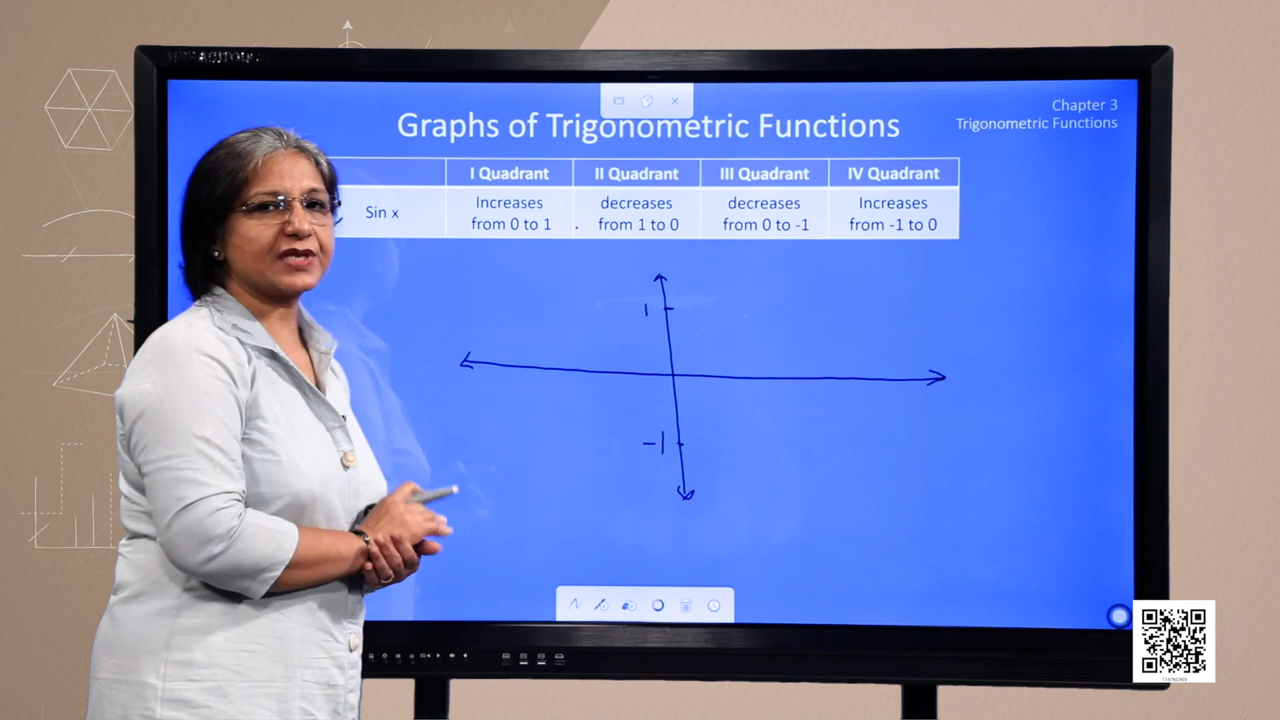 Chapter 3
Trigonometric Functions
Graphs of Trigonometric Functions
I Quadrant II Quadrant III Quadrant IV Quadrant
Sin x Increases from 0 to 1 decreases from 1 to 0 decreases from 0 to -1 Increases from -1 to 0
1
-1
11076CH03